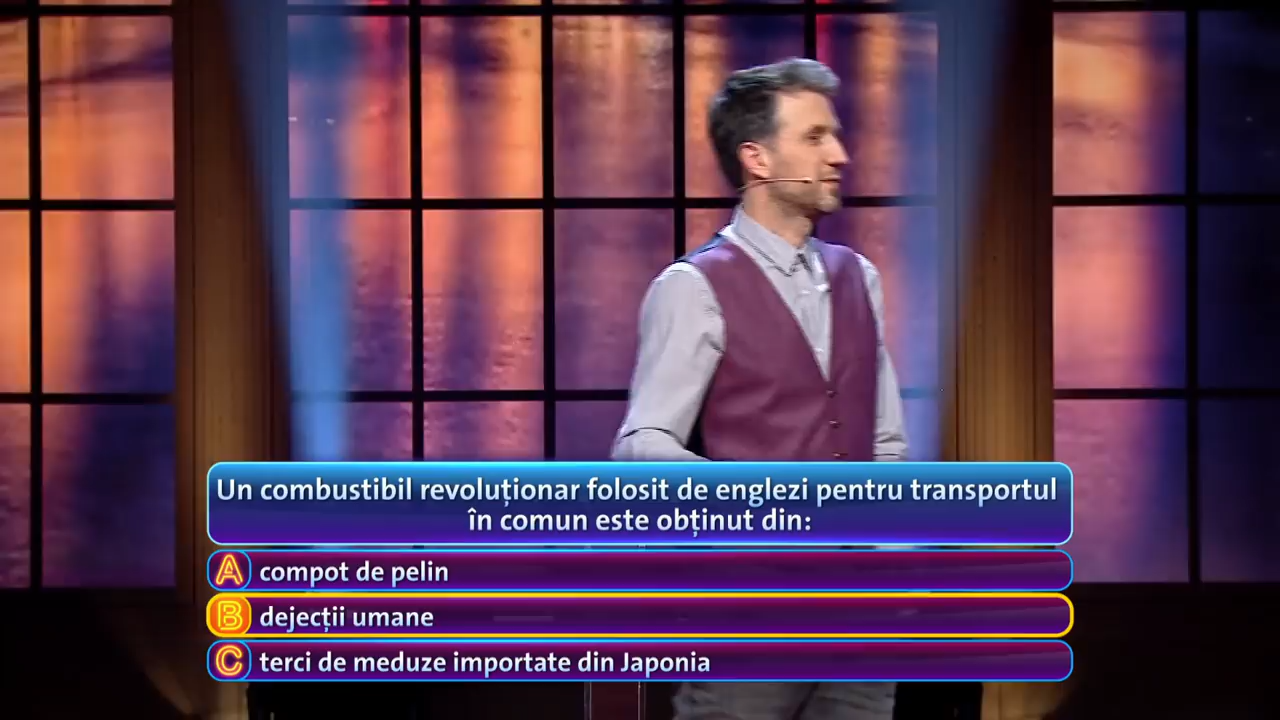 Un combustibil revoluționar folosit de englezi pentru transportul
în comun este obținut din:
A compot de pelin
B dejecții umane
C terci de meduze importate din Japonia